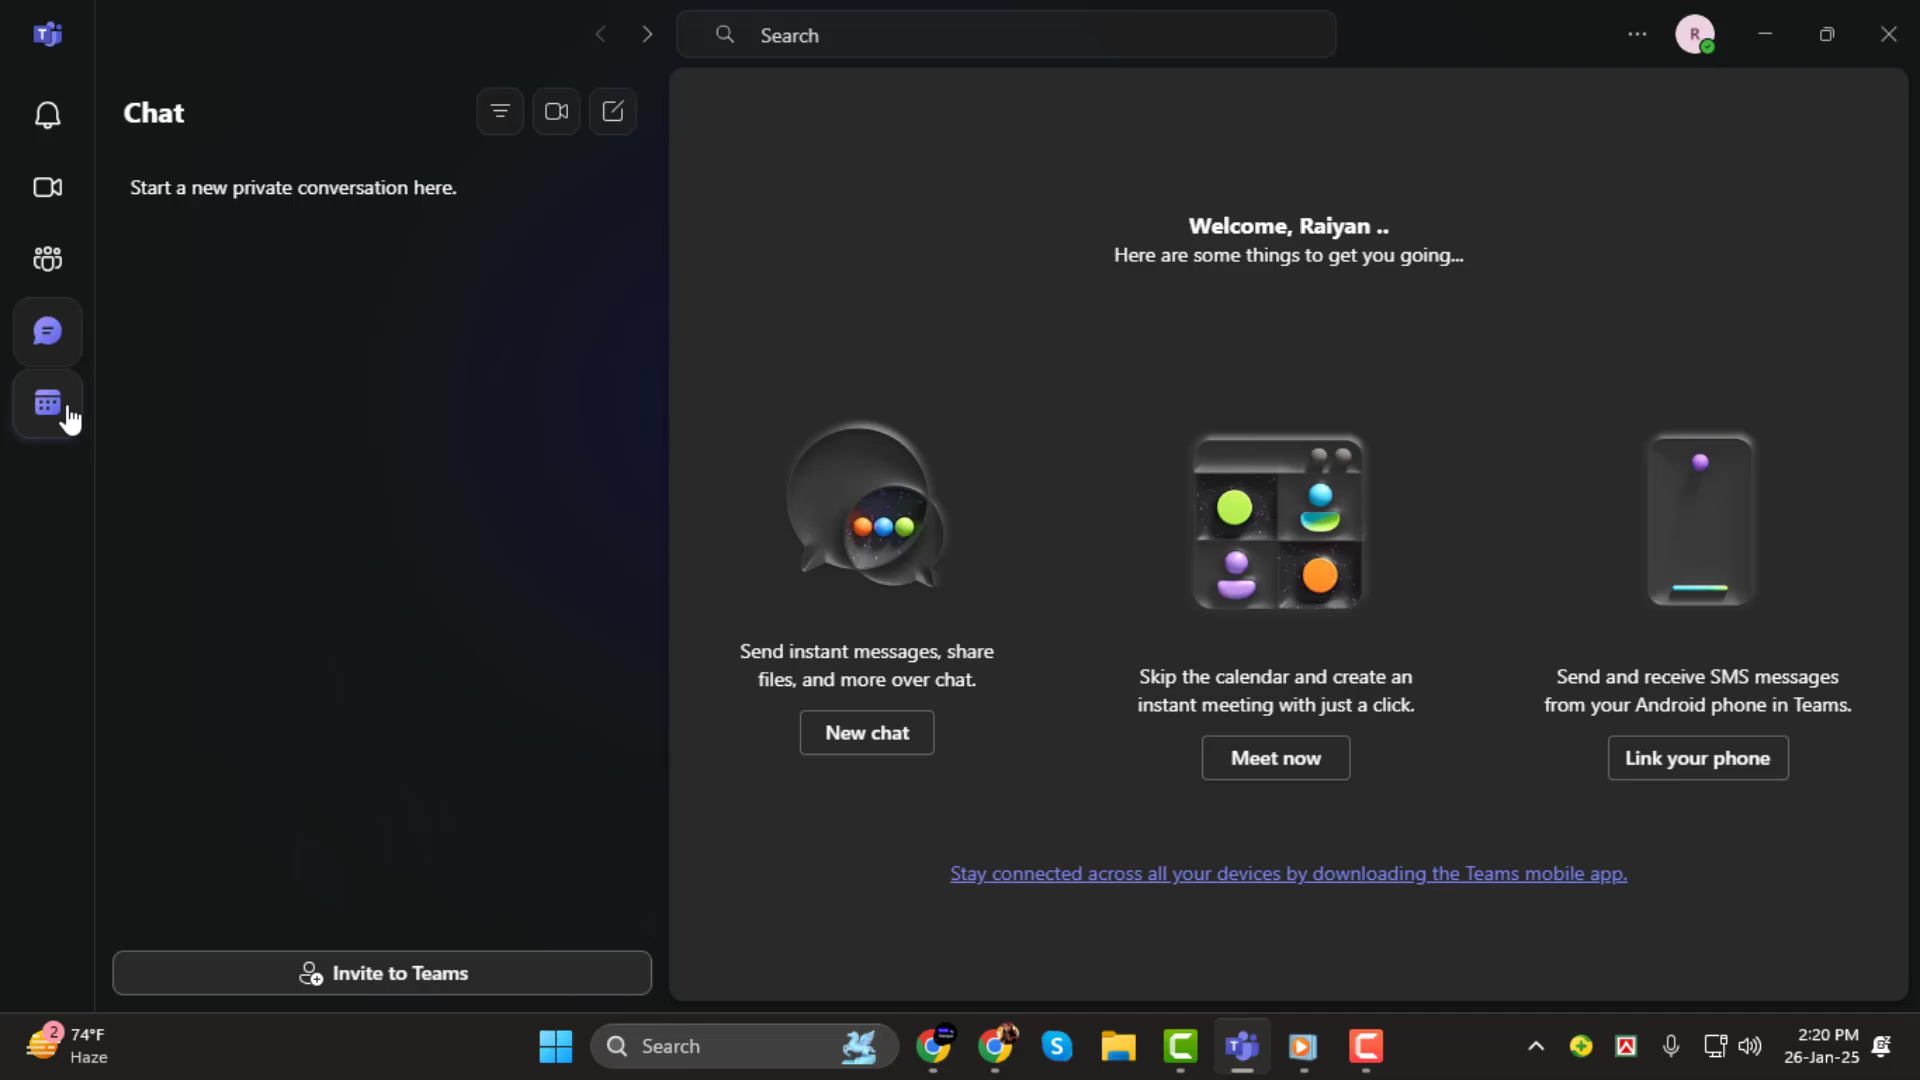 Search
R
Chat
Start a new private conversation here.
Welcome, Raiyan ..
Here are some things to get you going...
Send instant messages, share
files, and more over chat.
New chat
Skip the calendar and create an
instant meeting with just a click.
Meet now
Send and receive SMS messages
from your Android phone in Teams.
Link your phone
Stay connected across all your devices by downloading the Teams mobile app.
Invite to Teams
2
74°F
Haze
Search
2:20 PM
26-Jan-25